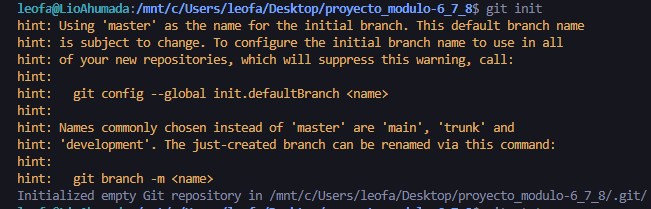 leofa@LioAhumada:/mnt/c/Users/leofa/Desktop/proyecto_modulo-6_7_8$ git init
hint: Using 'master' as the name for the initial branch. This default branch name
hint: is subject to change. To configure the initial branch name to use in all
hint: of your new repositories, which will suppress this warning, call:
hint:
hint:   git config --global init.defaultBranch <name>
hint:
hint: Names commonly chosen instead of 'master' are 'main', 'trunk' and
hint: 'development'. The just-created branch can be renamed via this command:
hint:
hint:   git branch -m <name>
Initialized empty Git repository in /mnt/c/Users/leofa/Desktop/proyecto_modulo-6_7_8/.git/